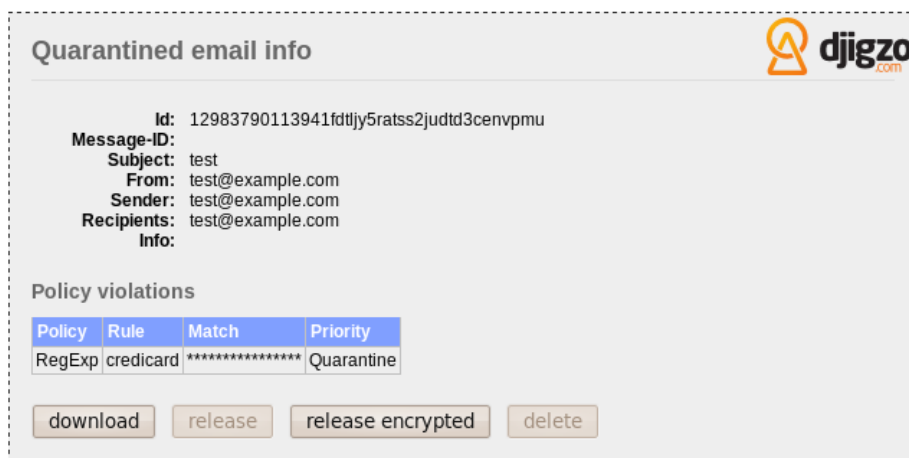 Quarantined email info
djigzo
.com
Id: 12983790113941fdtljy5ratss2judtd3cenvpmu
Message-ID:
Subject: test
From: test@example.com
Sender: test@example.com
Recipients: test@example.com
Info:
Policy violations
Policy Rule Match Priority
RegExp credicard **************** Quarantine
download release release encrypted delete